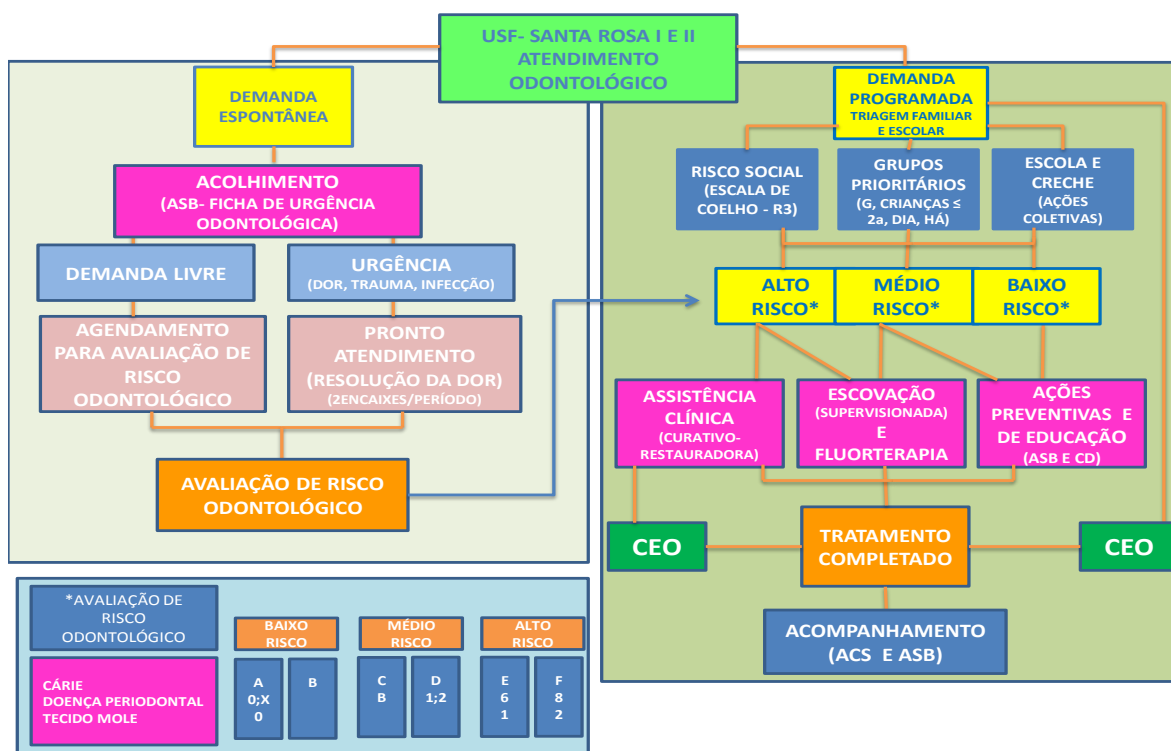 USF- SANTA ROSA I E II
ATENDIMENTO
ODONTOLÓGICO
DEMANDA
ESPONTÂNEA
ACOLHIMENTO
(ASB- FICHA DE URGÊNCIA
ODONTOLÓGICA)
DEMANDA LIVRE
URGÊNCIA
(DOR, TRAUMA, INFECÇÃO)
AGENDAMENTO
PARA AVALIAÇÃO DE
RISCO
ODONTOLÓGICO
PRONTO
ATENDIMENTO
(RESOLUÇÃO DA DOR)
(2ENCAIXES/PERÍODO)
AVALIAÇÃO DE RISCO
ODONTOLÓGICO
DEMANDA
PROGRAMADA
TRIAGEM FAMILIAR
E ESCOLAR
RISCO SOCIAL
(ESCALA DE
COELHO - R3)
GRUPOS
PRIORITÁRIOS
(G, CRIANÇAS ≤
2a, DIA, HÁ)
ESCOLA E
CRECHE
(AÇÕES
COLETIVAS)
ALTO
RISCO*
MÉDIO
RISCO*
BAIXO
RISCO*
ASSISTÊNCIA
CLÍNICA
(CURATIVO-
RESTAURADORA)
ESCOVAÇÃO
(SUPERVISIONADA)
E
FLUORTERAPIA
AÇÕES
PREVENTIVAS E
DE EDUCAÇÃO
(ASB E CD)
CEO
TRATAMENTO
COMPLETADO
CEO
ACOMPANHAMENTO
(ACS E ASB)
*AVALIAÇÃO DE
RISCO
ODONTOLÓGICO
BAIXO
RISCO
MÉDIO
RISCO
ALTO
RISCO
CÁRIE
DOENÇA PERIODONTAL
TECIDO MOLE
A
0;X
0
B
C
B
D
1;2
E
6
1
F
8
2